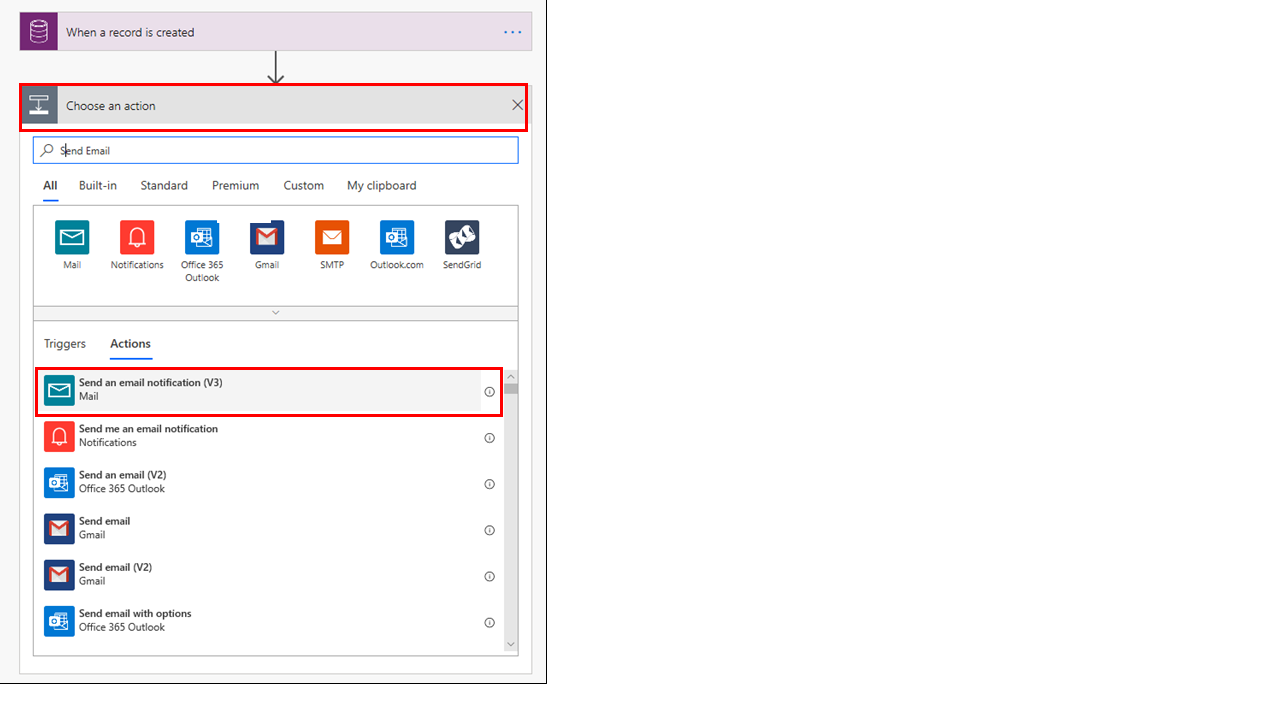 When a record is created
Choose an action
Send Email
All Built-in Standard Premium Custom My clipboard
Mail Notifications Office 365 Outlook Gmail SMTP Outlook.com SendGrid
Triggers Actions
Send an email notification (V3)
Mail
Send me an email notification
Notifications
Send an email (V2)
Office 365 Outlook
Send email
Gmail
Send email (V2)
Gmail
Send email with options
Office 365 Outlook